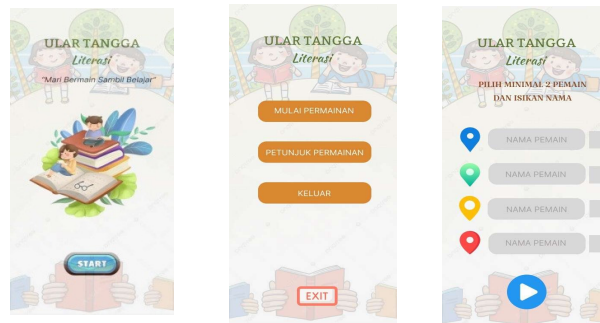 ULAR TANGGA
Literasi
"Mari Bermain Sambil Belajar"
START
ULAR TANGGA
Literasi
MULAI PERMAINAN
PETUNJUK PERMAINAN
KELUAR
EXIT
ULAR TANGGA
Literasi
PILIH MINIMAL 2 PEMAIN
DAN ISIKAN NAMA
NAMA PEMAIN
NAMA PEMAIN
NAMA PEMAIN
NAMA PEMAIN